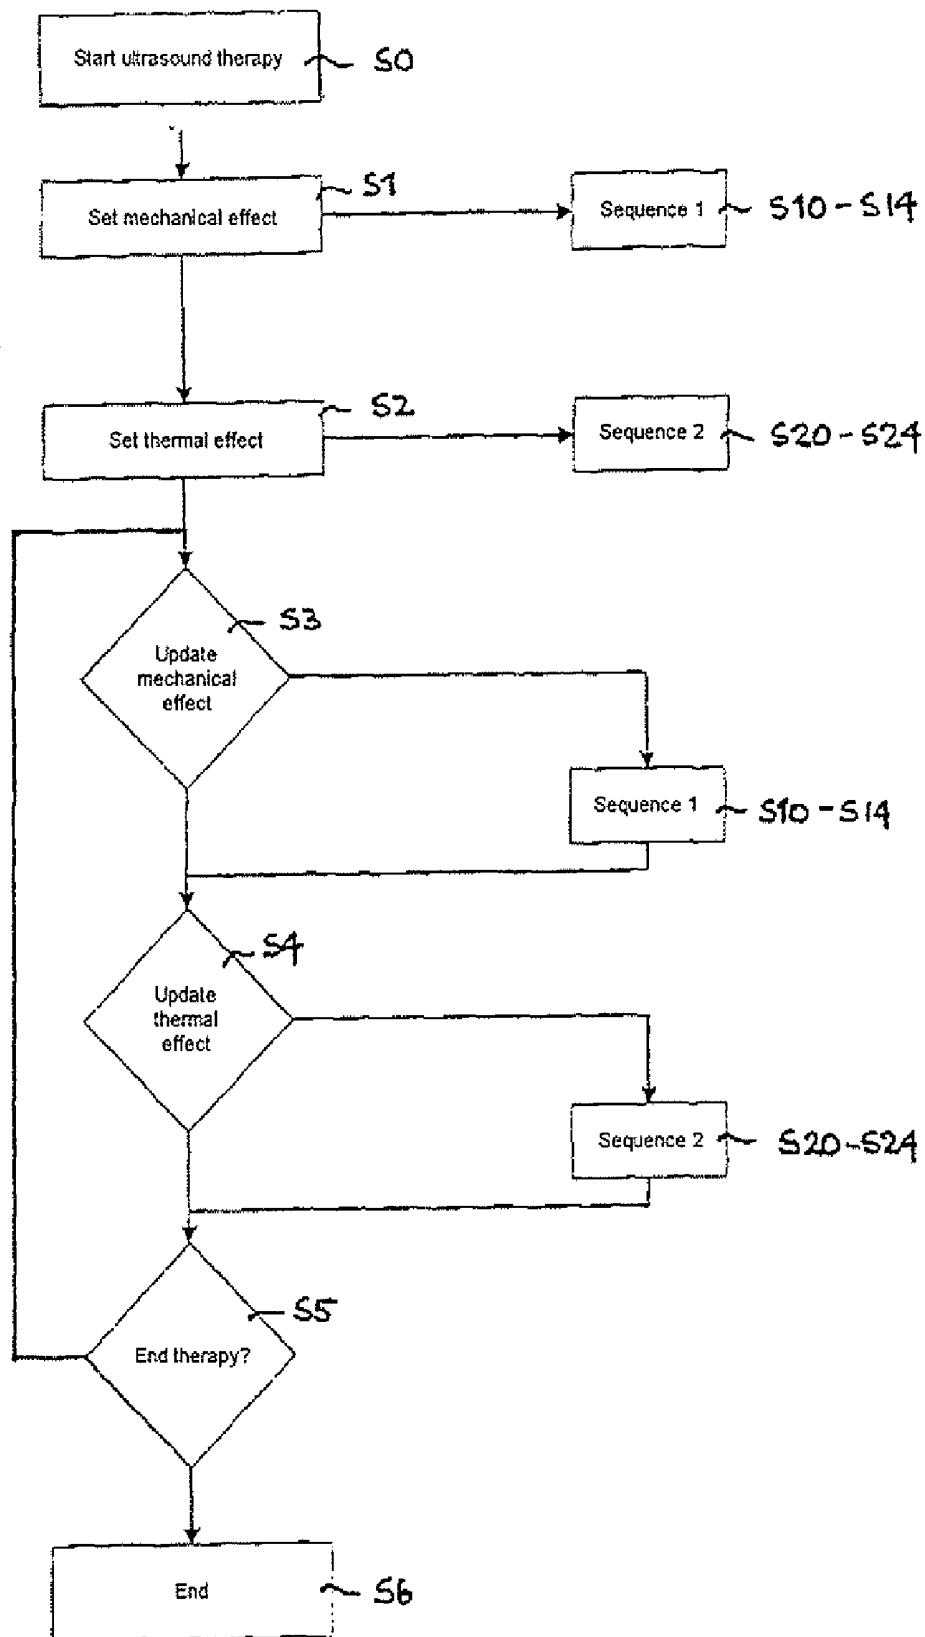 Start ultrasound therapy
S0
S1
Set mechanical effect
Sequence 1
S10-S14
S2
Set thermal effect
Sequence 2
S20-S24
S3
Update
mechanical
effect
Sequence 1
S10-S14
S4
Update
thermal
effect
Sequence 2
S20-S24
S5
End therapy?
End
S6